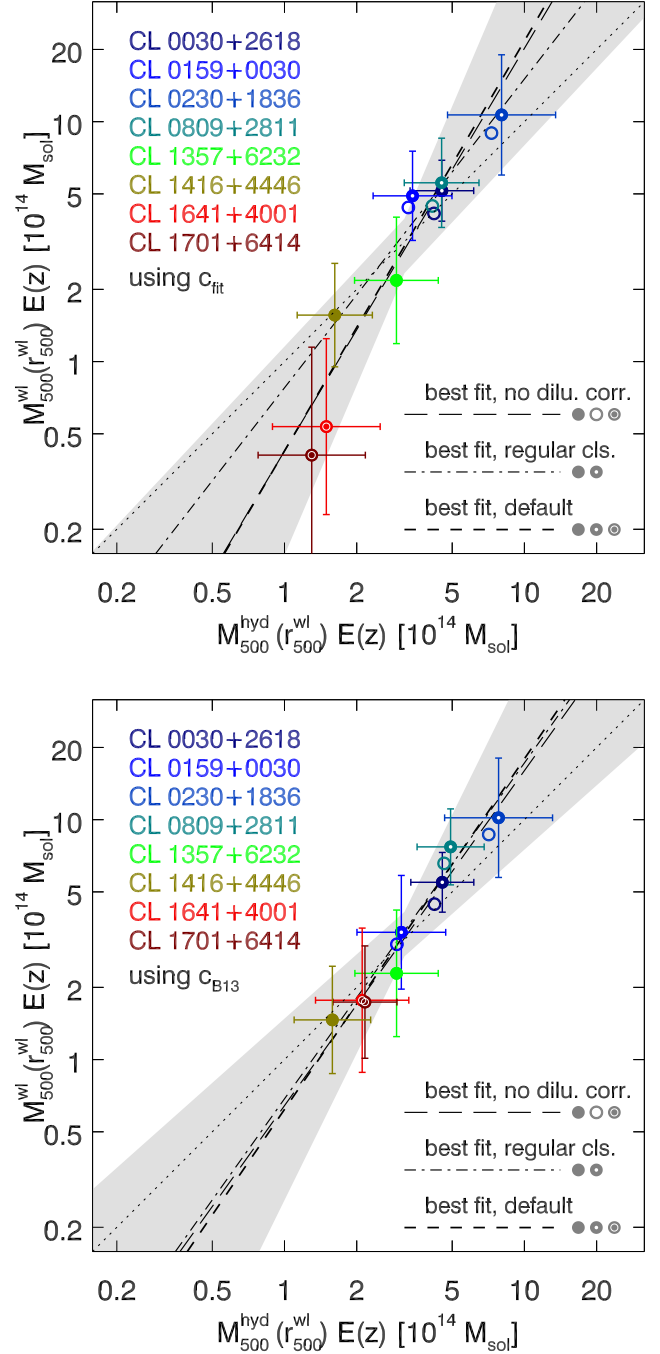 20
10
5
2
1
0.5
0.2
M^wl_500(r^wl_500) E(z) [10^14 M_sol]
CL 0030+2618
CL 0159+0030
CL 0230+1836
CL 0809+2811
CL 1357+6232
CL 1416+4446
CL 1641+4001
CL 1701+6414
using c_fit
best fit, no dilu. corr.
best fit, regular cls.
best fit, default
0.2 0.5 1 2 5 10 20
M^hyd_500(r^wl_500) E(z) [10^14 M_sol]
20
10
5
2
1
0.5
0.2
M^wl_500(r^wl_500) E(z) [10^14 M_sol]
CL 0030+2618
CL 0159+0030
CL 0230+1836
CL 0809+2811
CL 1357+6232
CL 1416+4446
CL 1641+4001
CL 1701+6414
using c_B13
best fit, no dilu. corr.
best fit, regular cls.
best fit, default
0.2 0.5 1 2 5 10 20
M^hyd_500(r^wl_500) E(z) [10^14 M_sol]